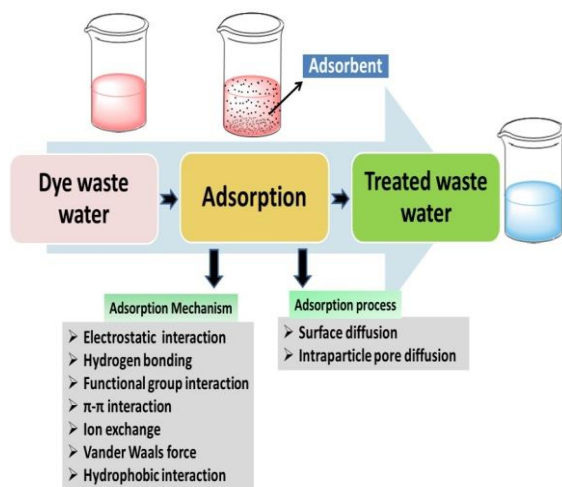 Adsorbent
Dye waste
water
Adsorption
Treated waste
water
Adsorption Mechanism
➢ Electrostatic interaction
➢ Hydrogen bonding
➢ Functional group interaction
➢ π-π interaction
➢ Ion exchange
➢ Vander Waals force
➢ Hydrophobic interaction
Adsorption process
➢ Surface diffusion
➢ Intraparticle pore diffusion